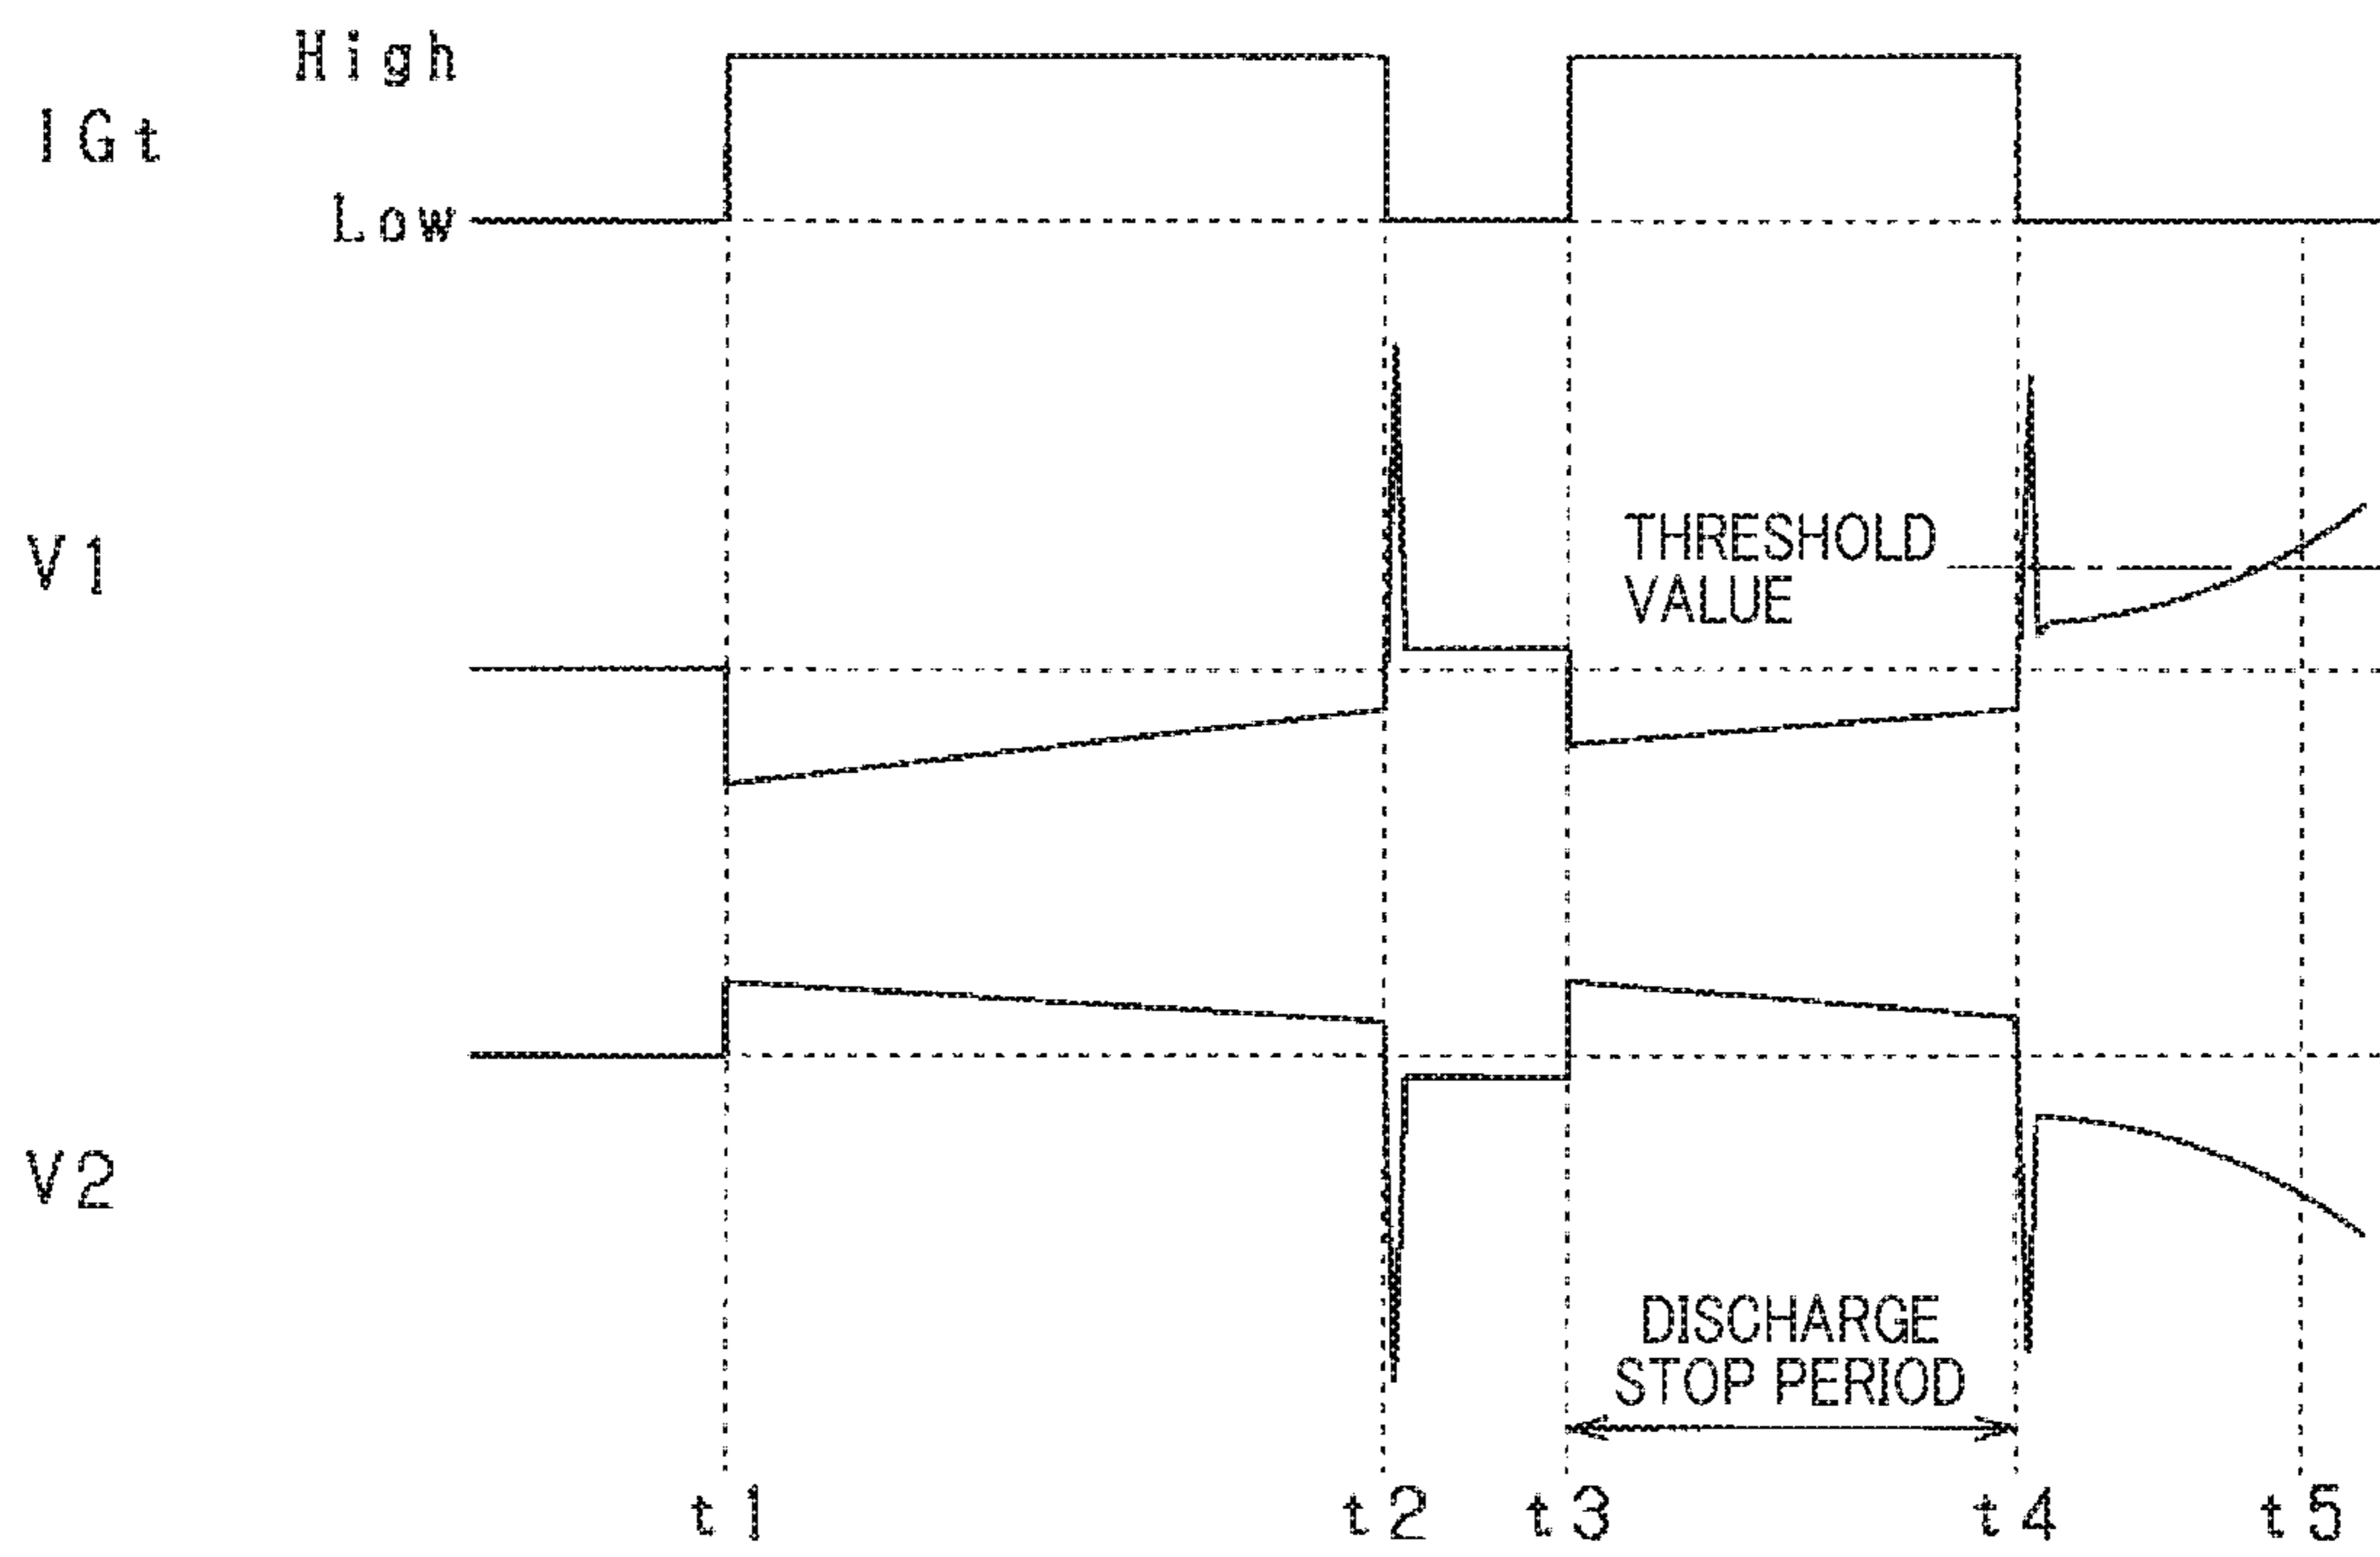 High
IGt
Low
THRESHOLD
VALUE
V1
V2
DISCHARGE
STOP PERIOD
t1 t2 t3 t4 t5